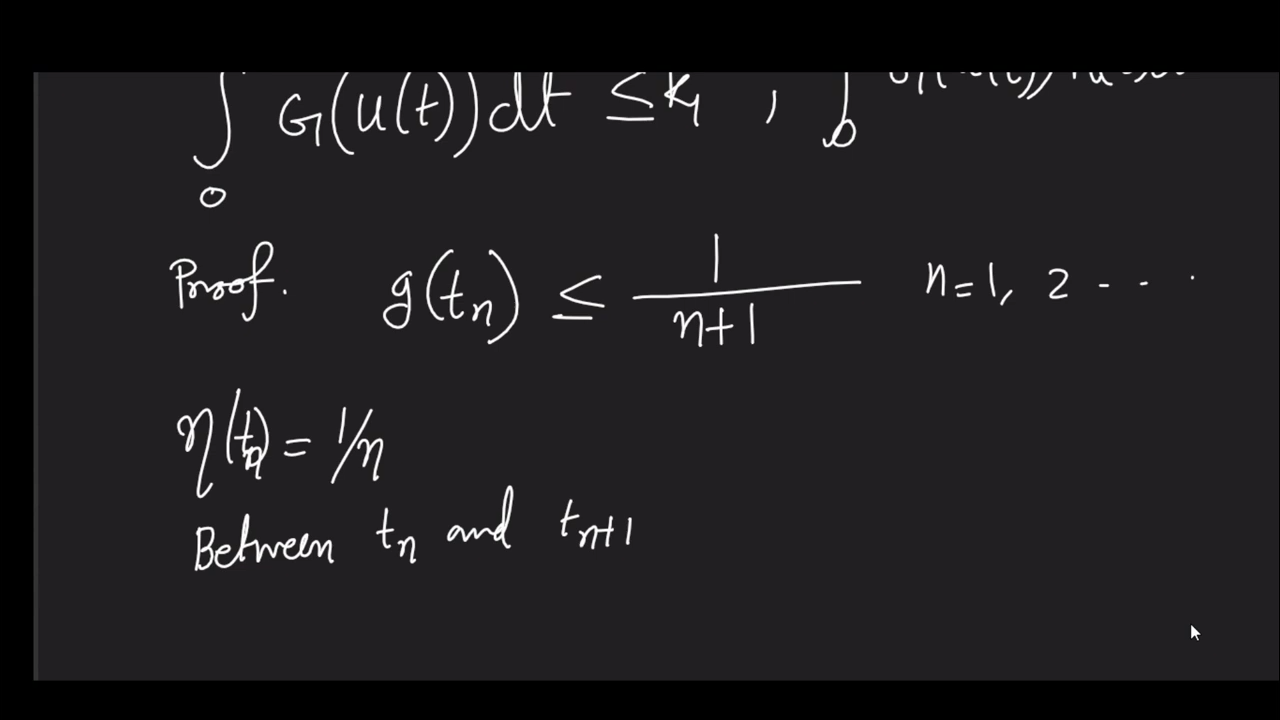 ∫ G(u(t))dt ≤ k₁ , ∫
0 0
Proof. g(tₙ) ≤ 1/(n+1) n=1, 2 - - .
η(tₙ) = 1/n
Between tₙ and tₙ₊₁